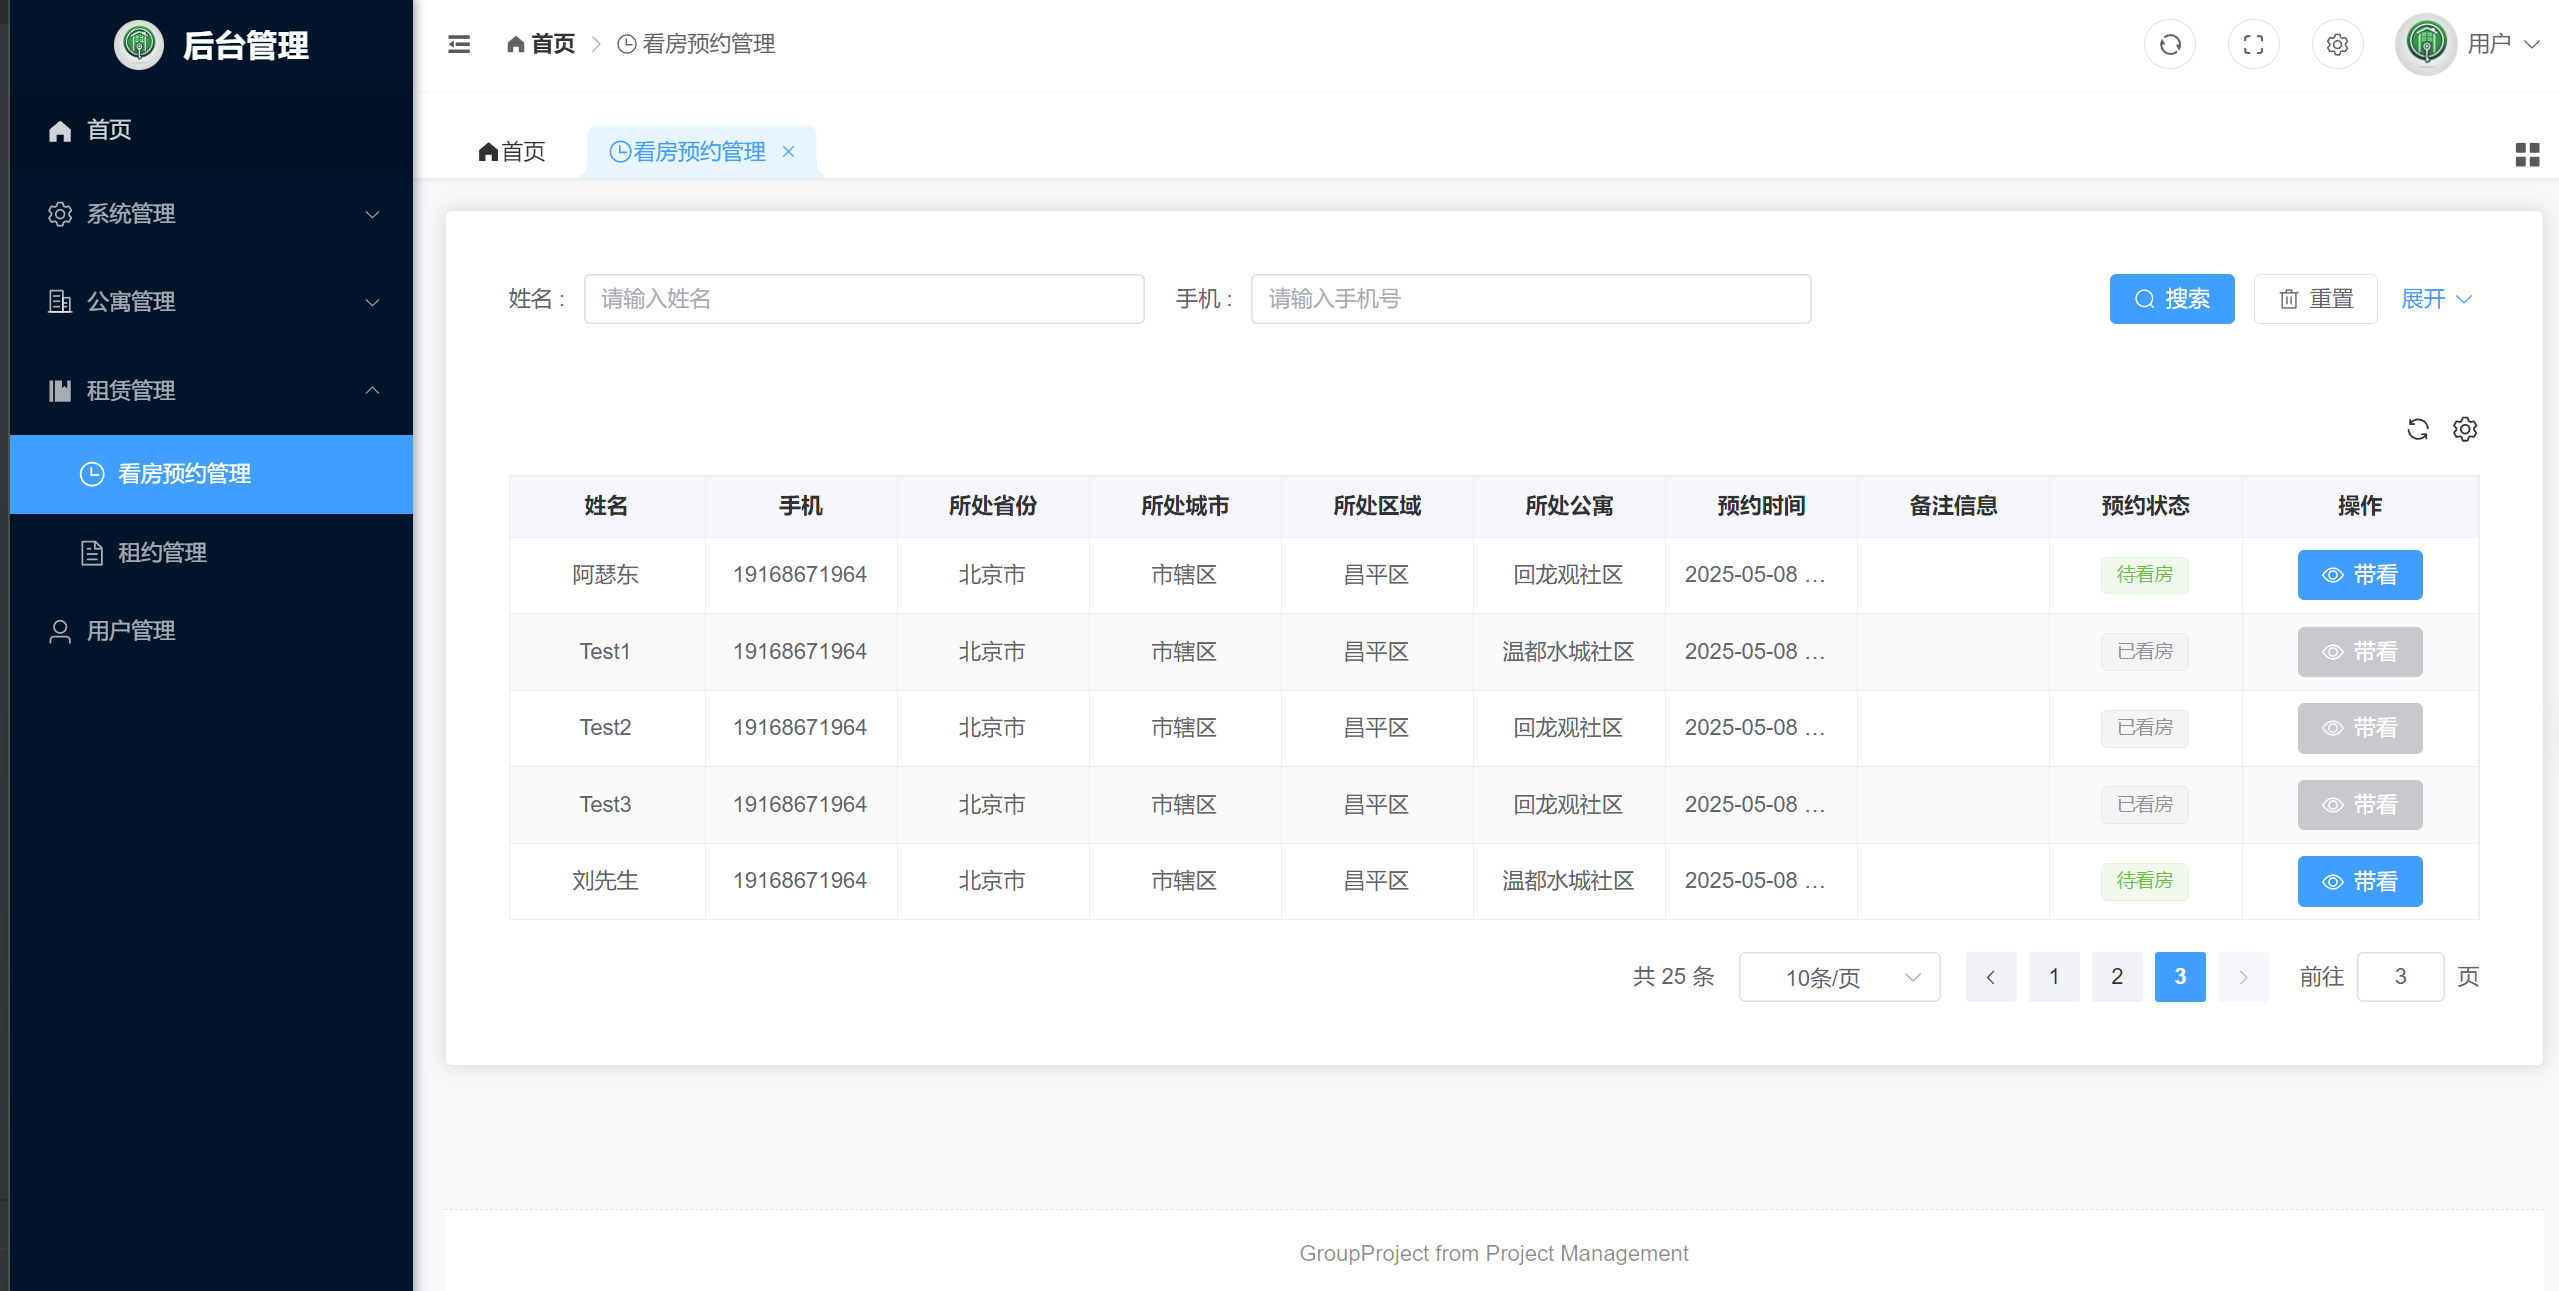 后台管理
首页
系统管理
公寓管理
租赁管理
看房预约管理
租约管理
用户管理
首页 看房预约管理
用户
首页 看房预约管理
姓名 : 请输入姓名 手机 : 请输入手机号 搜索 重置 展开
姓名 手机 所处省份 所处城市 所处区域 所处公寓 预约时间 备注信息 预约状态 操作
阿瑟东 19168671964 北京市 市辖区 昌平区 回龙观社区 2025-05-08 … 待看房 带看
Test1 19168671964 北京市 市辖区 昌平区 温都水城社区 2025-05-08 … 已看房 带看
Test2 19168671964 北京市 市辖区 昌平区 回龙观社区 2025-05-08 … 已看房 带看
Test3 19168671964 北京市 市辖区 昌平区 回龙观社区 2025-05-08 … 已看房 带看
刘先生 19168671964 北京市 市辖区 昌平区 温都水城社区 2025-05-08 … 待看房 带看
共 25 条 10条/页 1 2 3 前往 3 页
GroupProject from Project Management